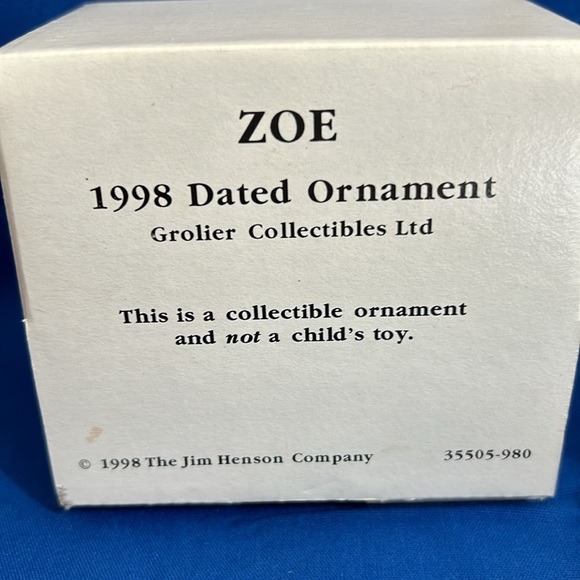 ZOE
1998 Dated Ornament
Grolier Collectibles Ltd
This is a collectible ornament
and not a child's toy.
© 1998 The Jim Henson Company 35505-980